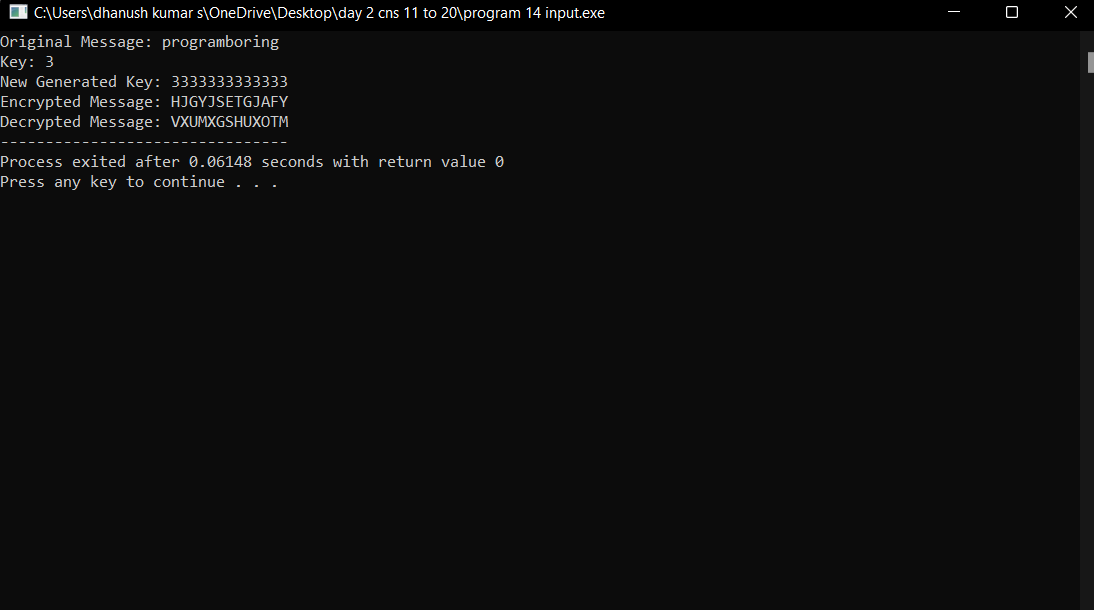 C:\Users\dhanush kumar s\OneDrive\Desktop\day 2 cns 11 to 20\program 14 input.exe
Original Message: programboring
Key: 3
New Generated Key: 3333333333333
Encrypted Message: HJGYJSETGJAFY
Decrypted Message: VXUMXGSHUXOTM
--------------------------------
Process exited after 0.06148 seconds with return value 0
Press any key to continue . . .